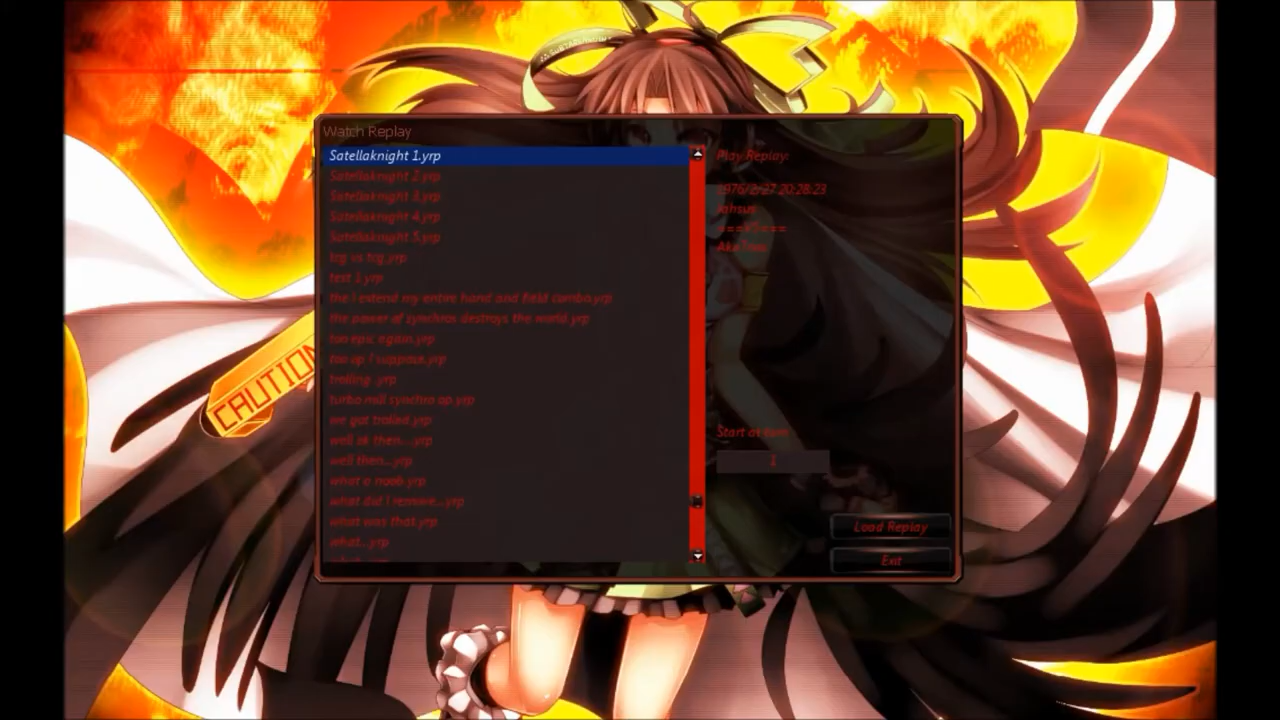 Watch Replay
Satellaknight 1.yrp
Satellaknight 2.yrp
Satellaknight 3.yrp
Satellaknight 4.yrp
Satellaknight 5.yrp
tcg vs tcg.yrp
test 1.yrp
the I extend my entire hand and field combo.yrp
the power of synchros destroys the world.yrp
too epic again.yrp
too op I suppose.yrp
trolling .yrp
turbo mill synchro op.yrp
we got trolled.yrp
well ok then....yrp
well then...yrp
what a noob.yrp
what did I remove...yrp
what was that.yrp
what...yrp
Play Replay:
1976/2/27 20:28:23
===VS===
Start at turn
1
Load Replay
Exit
CAUTION